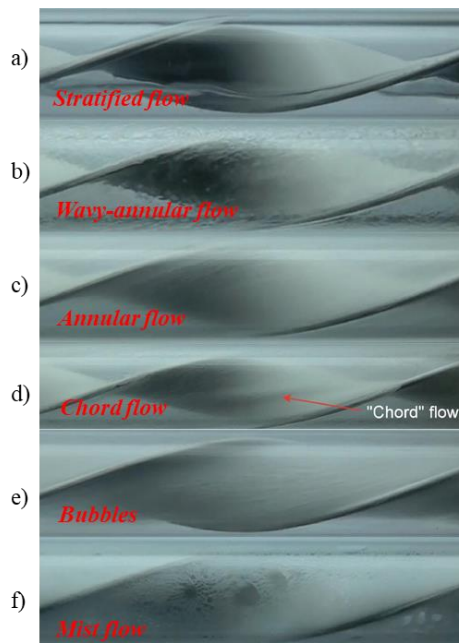 a)
Stratified flow
b)
Wavy-annular flow
c)
Annular flow
d)
Chord flow
"Chord" flow
e)
Bubbles
f)
Mist flow